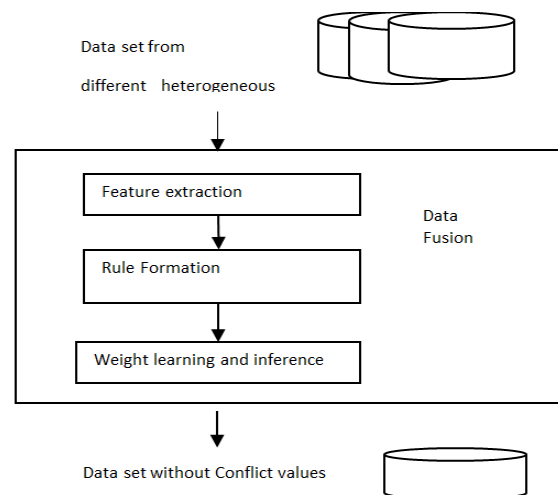 Data set from
different heterogeneous
Feature extraction
Data
Fusion
Rule Formation
Weight learning and inference
Data set without Conflict values